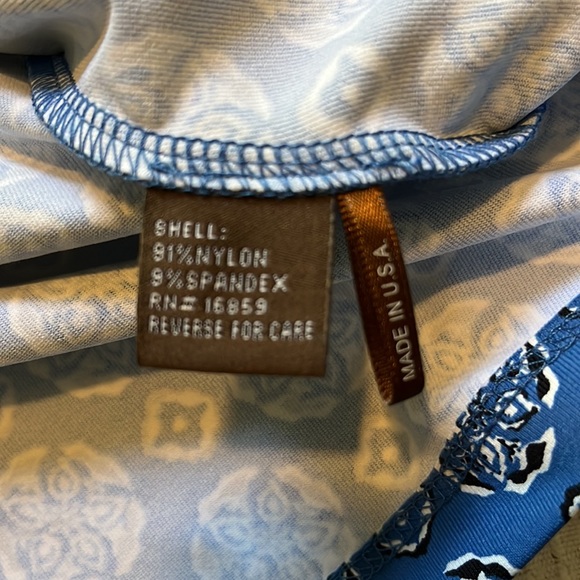 SHELL:
91%NYLON
9%SPANDEX
RN# 16859
REVERSE FOR CARE
MADE IN U.S.A.